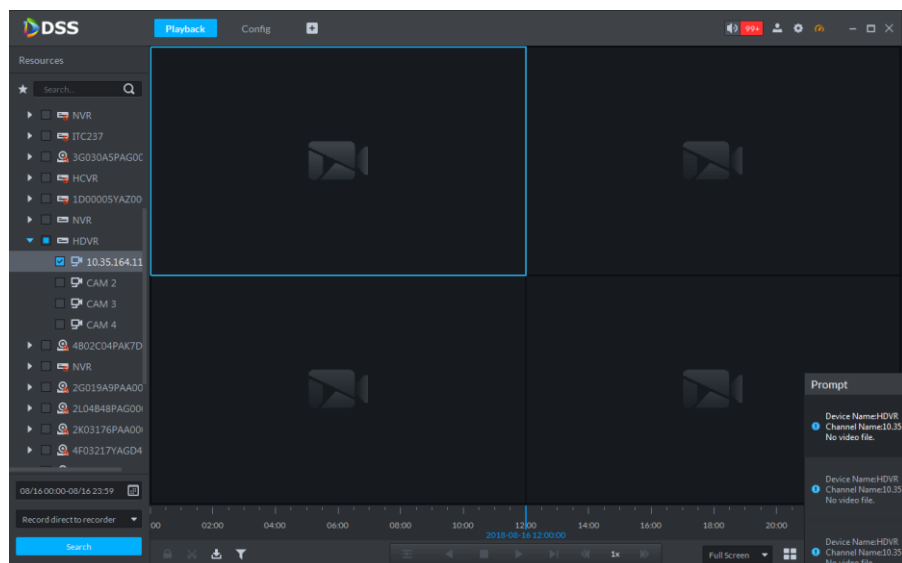 DSS
Playback
Config
99+
Resources
Search...
NVR
ITC237
3G030A5PAG00
HCVR
1D00005YAZ00
NVR
HDVR
10.35.164.11
CAM 2
CAM 3
CAM 4
4B02C04PAK7D
NVR
2G019A9PAA00
2L04B48PAG00
2K03176PAA00
4F03217YAGD4
08/16 00:00-08/16 23:59
Record direct to recorder
Search
00 02:00 04:00 06:00 08:00 10:00 12:00 14:00 16:00 18:00 20:00
2018-08-16 12:00:00
1x
Full Screen
Prompt
Device Name:HDVR
Channel Name:10.35
No video file.
Device Name:HDVR
Channel Name:10.35
No video file.
Device Name:HDVR
Channel Name:10.35
No video file.